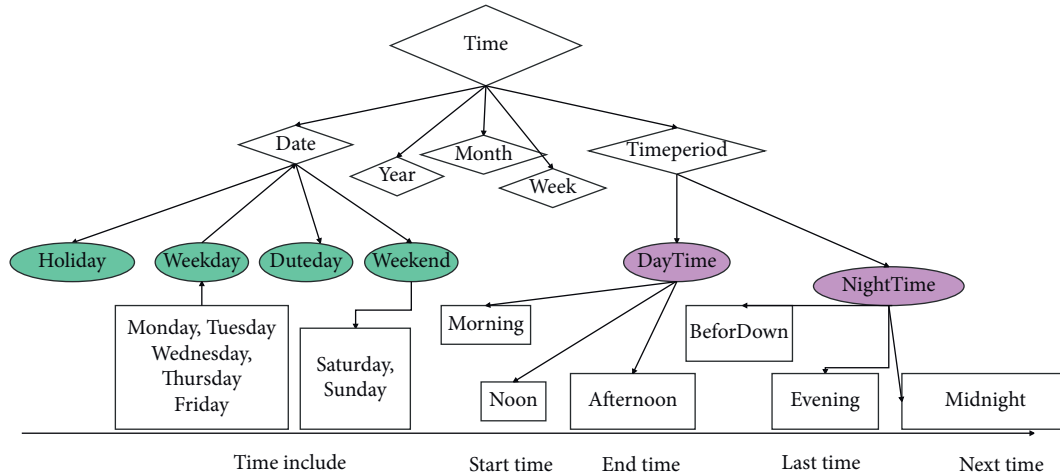 Time
Date
Year
Month
Week
Timeperiod
Holiday
Weekday
Duteday
Weekend
DayTime
NightTime
Monday, Tuesday
Wednesday,
Thursday
Friday
Saturday,
Sunday
Morning
Noon
Afternoon
BeforDown
Evening
Midnight
Time include
Start time
End time
Last time
Next time